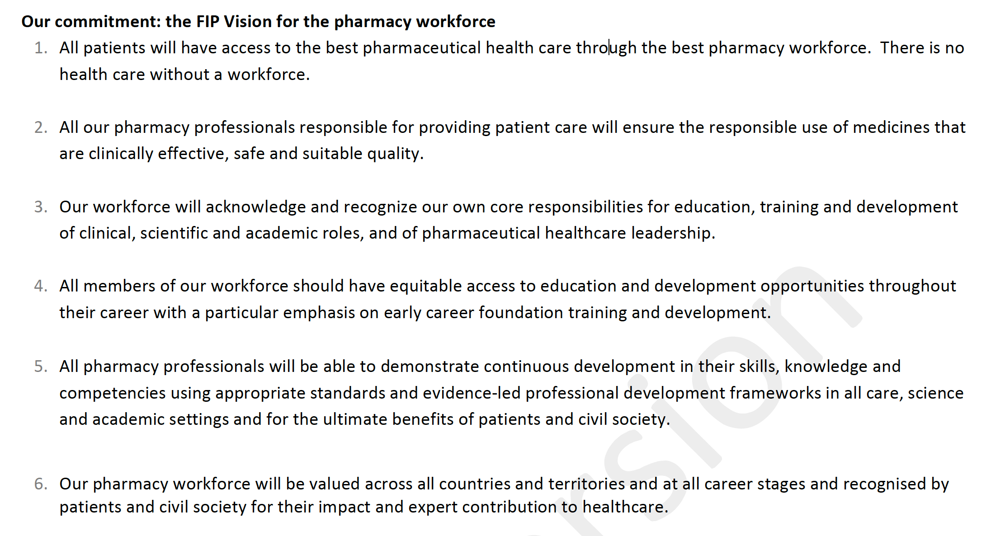 Our commitment: the FIP Vision for the pharmacy workforce
1. All patients will have access to the best pharmaceutical health care through the best pharmacy workforce.  There is no
health care without a workforce.
2. All our pharmacy professionals responsible for providing patient care will ensure the responsible use of medicines that
are clinically effective, safe and suitable quality.
3. Our workforce will acknowledge and recognize our own core responsibilities for education, training and development
of clinical, scientific and academic roles, and of pharmaceutical healthcare leadership.
4. All members of our workforce should have equitable access to education and development opportunities throughout
their career with a particular emphasis on early career foundation training and development.
5. All pharmacy professionals will be able to demonstrate continuous development in their skills, knowledge and
competencies using appropriate standards and evidence-led professional development frameworks in all care, science
and academic settings and for the ultimate benefits of patients and civil society.
6. Our pharmacy workforce will be valued across all countries and territories and at all career stages and recognised by
patients and civil society for their impact and expert contribution to healthcare.
rsion